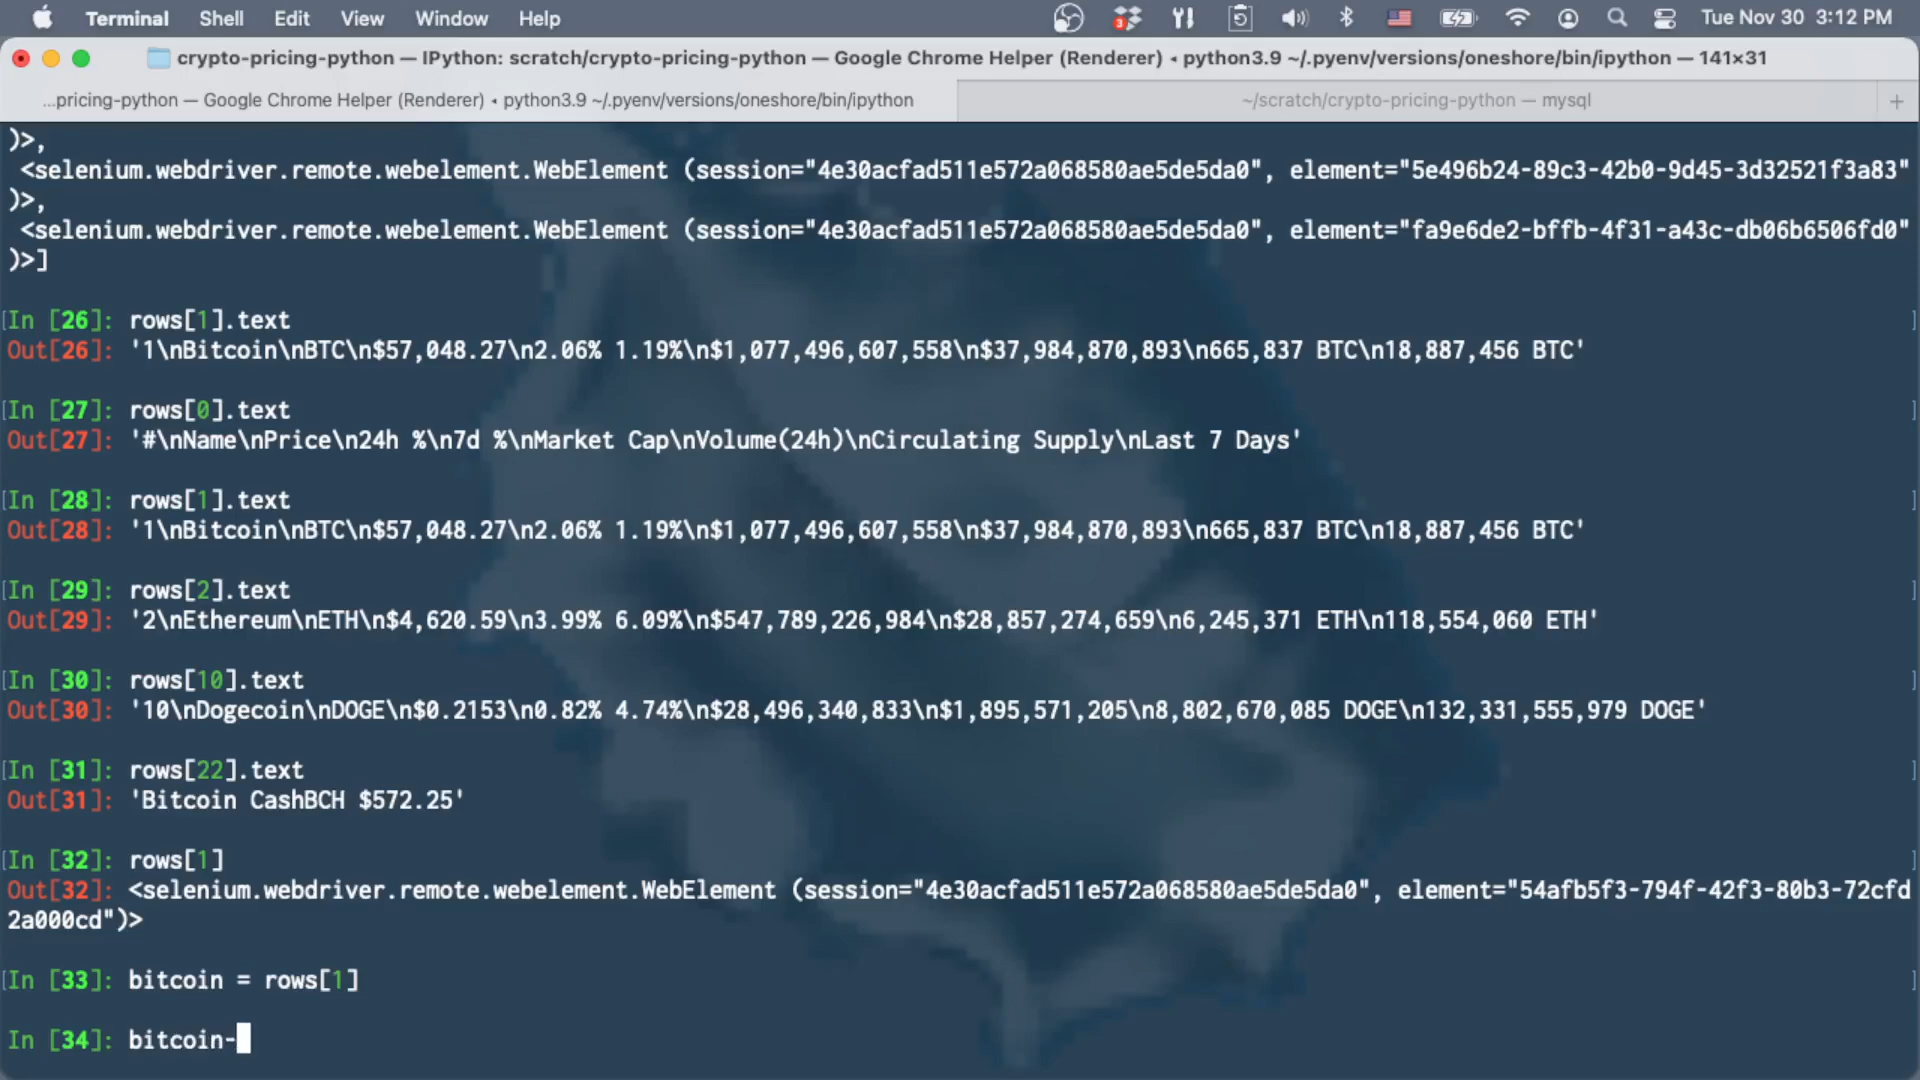 Terminal Shell Edit View Window Help 3 Tue Nov 30 3:12 PM
crypto-pricing-python — IPython: scratch/crypto-pricing-python — Google Chrome Helper (Renderer) ◂ python3.9 ~/.pyenv/versions/oneshore/bin/ipython — 141×31
...pricing-python — Google Chrome Helper (Renderer) ◂ python3.9 ~/.pyenv/versions/oneshore/bin/ipython ~/scratch/crypto-pricing-python — mysql +
)>,
<selenium.webdriver.remote.webelement.WebElement (session="4e30acfad511e572a068580ae5de5da0", element="5e496b24-89c3-42b0-9d45-3d32521f3a83"
)>,
<selenium.webdriver.remote.webelement.WebElement (session="4e30acfad511e572a068580ae5de5da0", element="fa9e6de2-bffb-4f31-a43c-db06b6506fd0"
)>]
In [26]: rows[1].text
Out[26]: '1\nBitcoin\nBTC\n$57,048.27\n2.06% 1.19%\n$1,077,496,607,558\n$37,984,870,893\n665,837 BTC\n18,887,456 BTC'
In [27]: rows[0].text
Out[27]: '#\nName\nPrice\n24h %\n7d %\nMarket Cap\nVolume(24h)\nCirculating Supply\nLast 7 Days'
In [28]: rows[1].text
Out[28]: '1\nBitcoin\nBTC\n$57,048.27\n2.06% 1.19%\n$1,077,496,607,558\n$37,984,870,893\n665,837 BTC\n18,887,456 BTC'
In [29]: rows[2].text
Out[29]: '2\nEthereum\nETH\n$4,620.59\n3.99% 6.09%\n$547,789,226,984\n$28,857,274,659\n6,245,371 ETH\n118,554,060 ETH'
In [30]: rows[10].text
Out[30]: '10\nDogecoin\nDOGE\n$0.2153\n0.82% 4.74%\n$28,496,340,833\n$1,895,571,205\n8,802,670,085 DOGE\n132,331,555,979 DOGE'
In [31]: rows[22].text
Out[31]: 'Bitcoin CashBCH $572.25'
In [32]: rows[1]
Out[32]: <selenium.webdriver.remote.webelement.WebElement (session="4e30acfad511e572a068580ae5de5da0", element="54afb5f3-794f-42f3-80b3-72cfd
2a000cd")>
In [33]: bitcoin = rows[1]
In [34]: bitcoin-